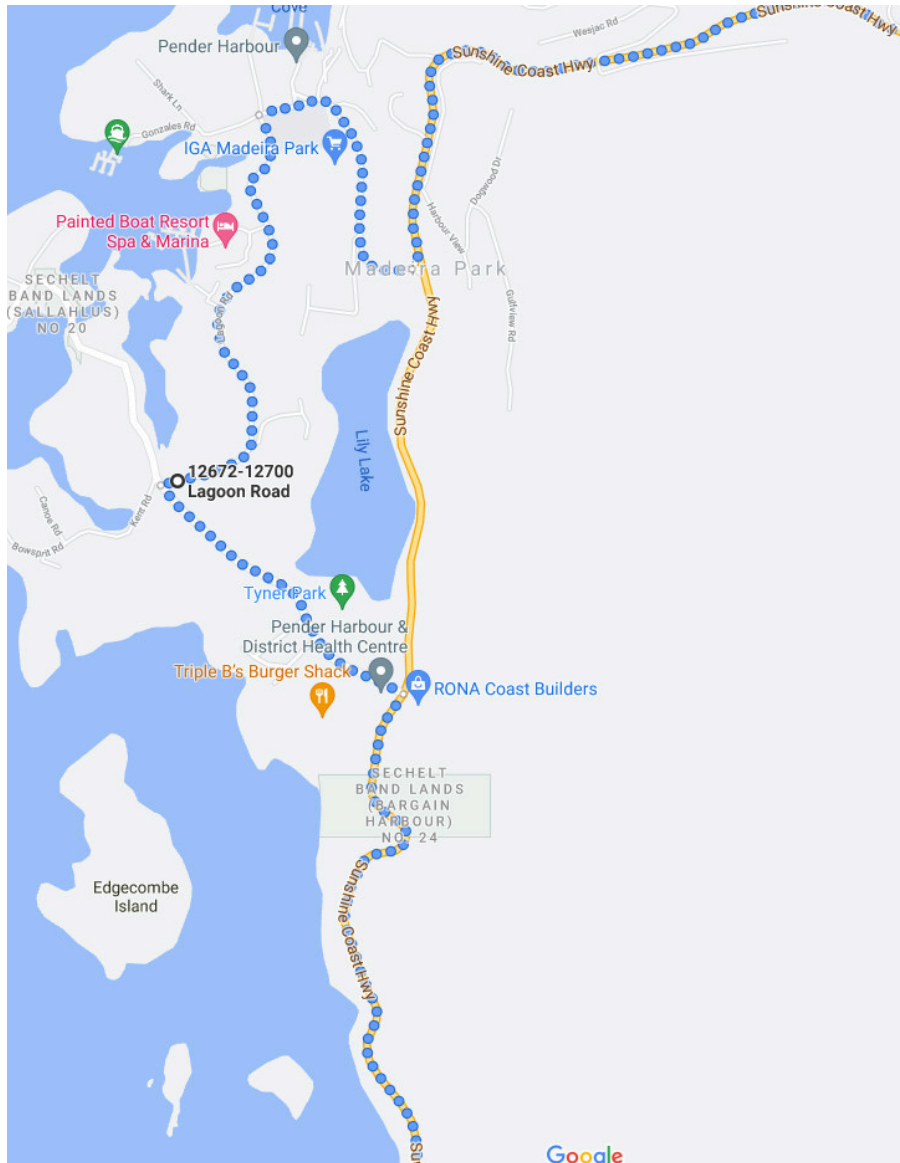 Cove
Pender Harbour
Sunshine Coast Hwy
Wesjac Rd
Sunshine Coast Hwy
Shark Ln
Gonzales Rd
IGA Madeira Park
Dogwood Dr
Painted Boat Resort
Spa & Marina
Harbour View
Madeira Park
SECHELT
BAND LANDS
(SALLAHLUS)
NO 20
Lagoon Rd
Gulfview Rd
Sunshine Coast Hwy
Lily Lake
12672-12700
Lagoon Road
Canoe Rd
Kent Rd
Bowsprit Rd
Tyner Park
Pender Harbour &
District Health Centre
Triple B's Burger Shack
RONA Coast Builders
SECHELT
BAND LANDS
(BARGAIN
HARBOUR)
NO. 24
Edgecombe
Island
Sunshine Coast Hwy
Sun
Google